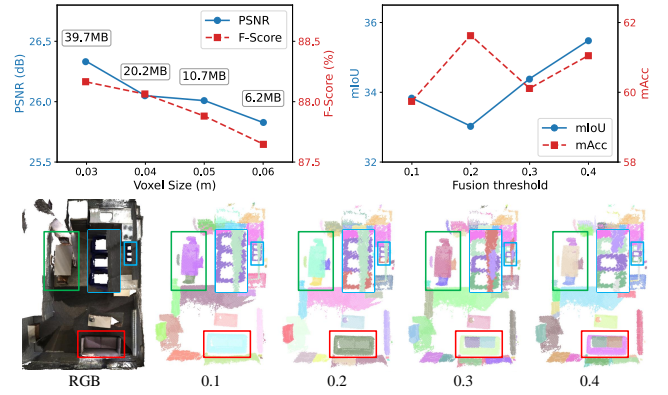 PSNR
F-Score
39.7MB
20.2MB
10.7MB
6.2MB
26.5
26.0
25.5
PSNR (dB)
88.5
88.0
87.5
F-Score (%)
0.03 0.04 0.05 0.06
Voxel Size (m)
36
34
32
mIoU
62
60
58
mAcc
mIoU
mAcc
0.1 0.2 0.3 0.4
Fusion threshold
RGB 0.1 0.2 0.3 0.4